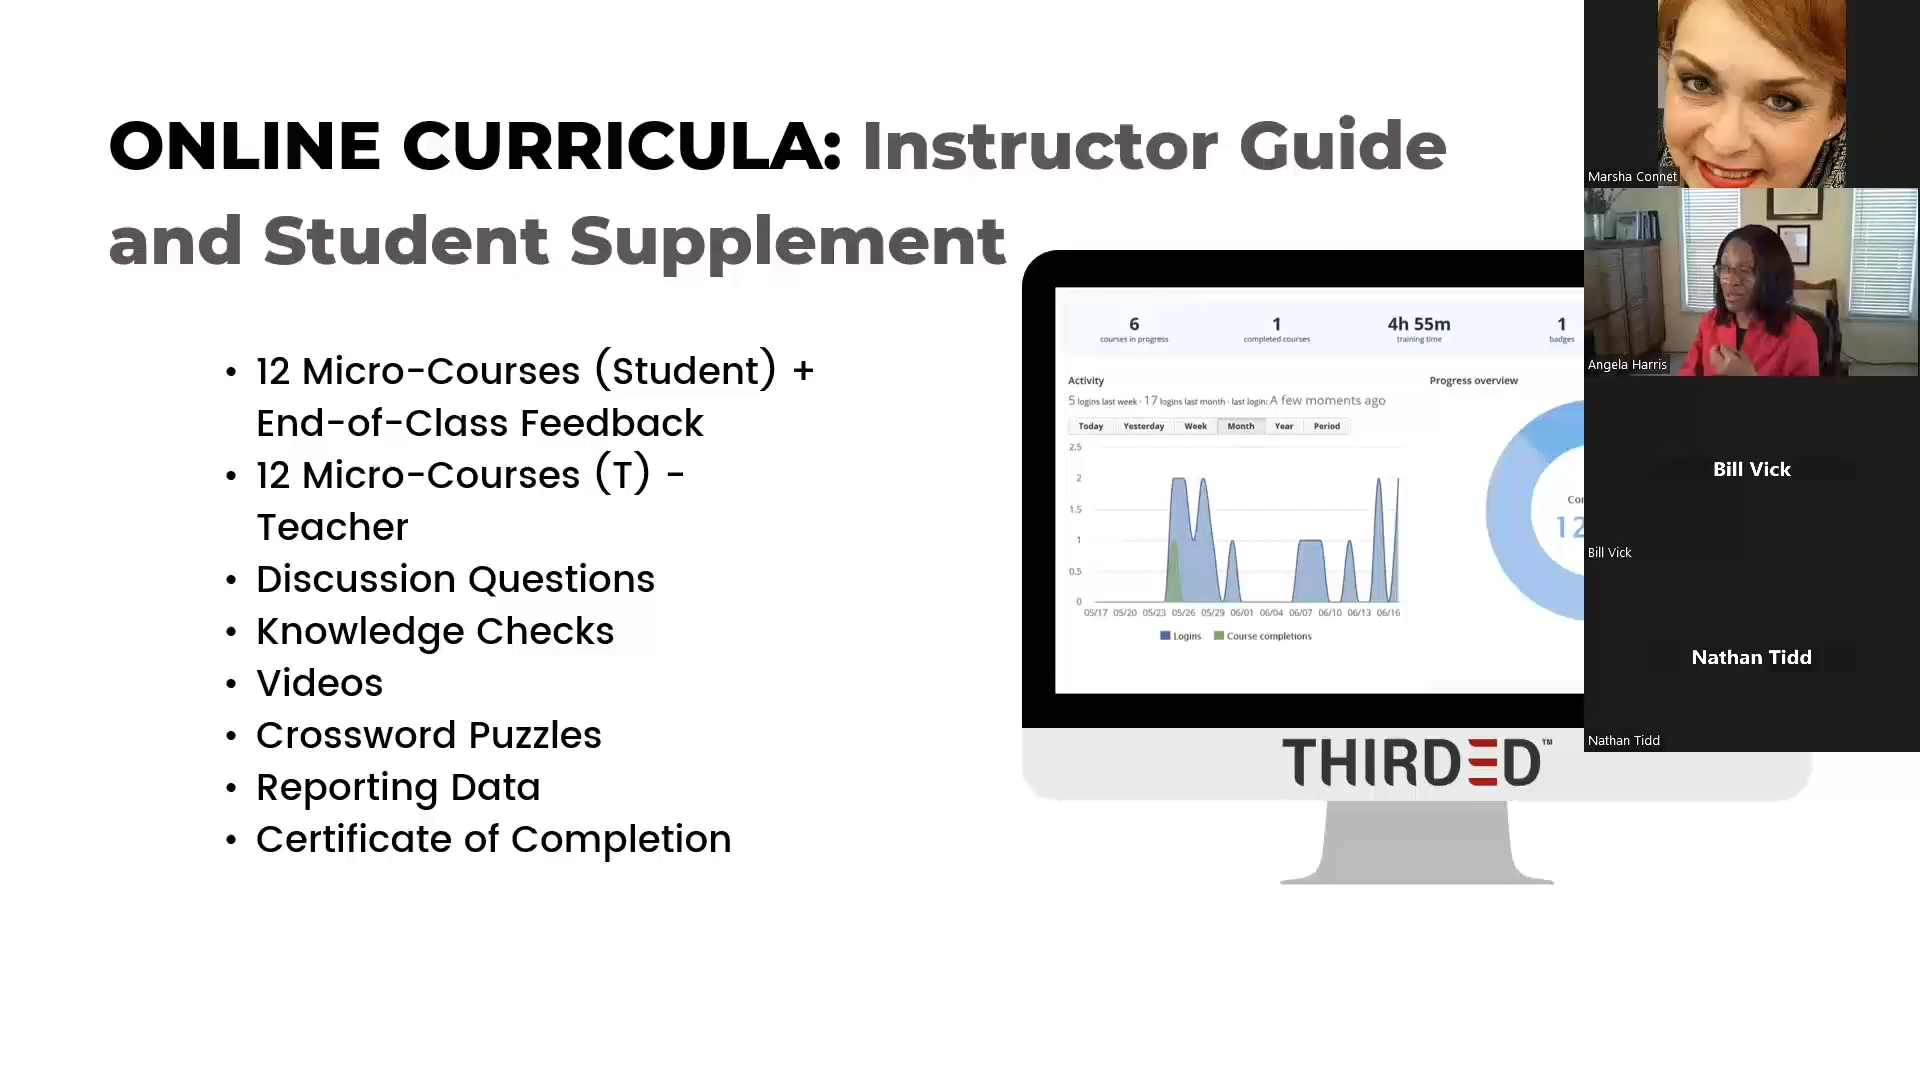 ONLINE CURRICULA: Instructor Guide
and Student Supplement
• 12 Micro-Courses (Student) +
End-of-Class Feedback
• 12 Micro-Courses (T) -
Teacher
• Discussion Questions
• Knowledge Checks
• Videos
• Crossword Puzzles
• Reporting Data
• Certificate of Completion
6 1 4h 55m 1
courses in progress completed courses training time badges
Activity
Progress overview
5 logins last week · 17 logins last month · last login: A few moments ago
Today Yesterday Week Month Year Period
2.5
2
1.5
1
0.5
0
05/17 05/20 05/23 05/26 05/29 06/01 06/04 06/07 06/10 06/13 06/16
Logins Course completions
12
THIRDED™
Marsha Connet
Angela Harris
Bill Vick
Bill Vick
Nathan Tidd
Nathan Tidd